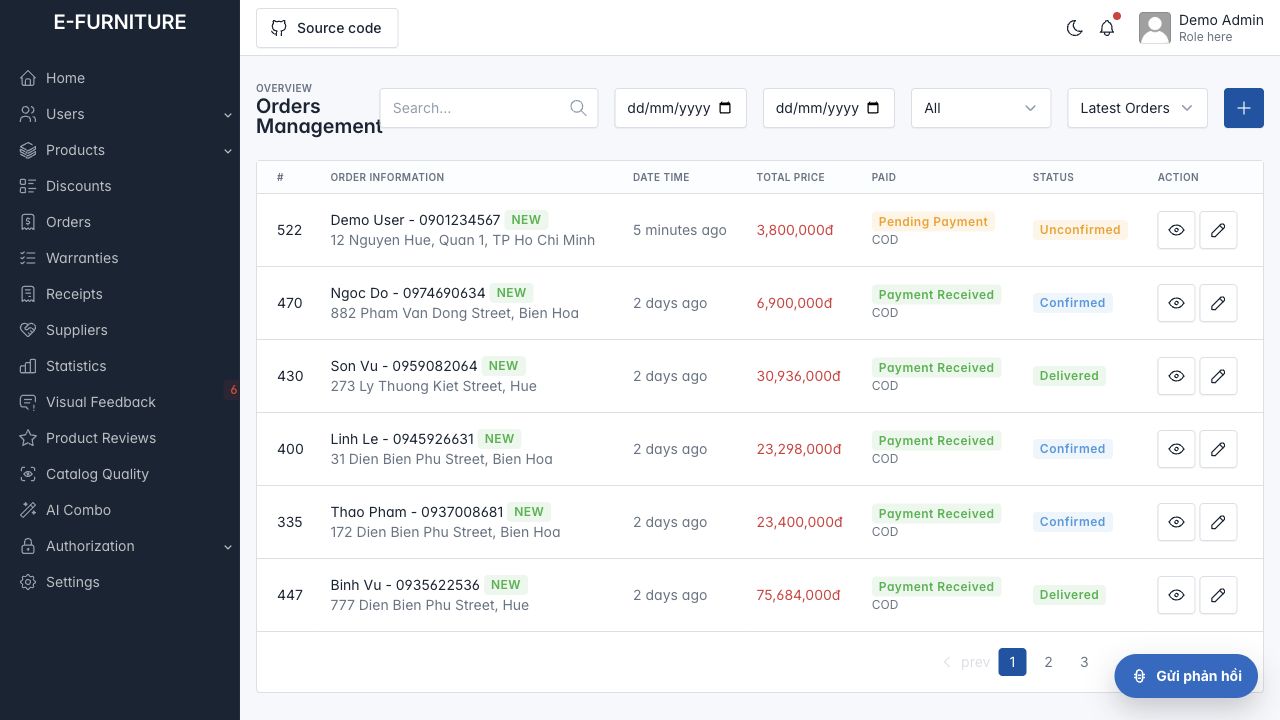 E-FURNITURE
Home
Users
Products
Discounts
Orders
Warranties
Receipts
Suppliers
Statistics
6
Visual Feedback
Product Reviews
Catalog Quality
AI Combo
Authorization
Settings
Source code
Demo Admin
Role here
OVERVIEW
Orders
Management
Search...
dd/mm/yyyy
dd/mm/yyyy
All
Latest Orders
# ORDER INFORMATION DATE TIME TOTAL PRICE PAID STATUS ACTION
522 Demo User - 0901234567 NEW 5 minutes ago 3,800,000đ Pending Payment Unconfirmed
12 Nguyen Hue, Quan 1, TP Ho Chi Minh COD
470 Ngoc Do - 0974690634 NEW 2 days ago 6,900,000đ Payment Received Confirmed
882 Pham Van Dong Street, Bien Hoa COD
430 Son Vu - 0959082064 NEW 2 days ago 30,936,000đ Payment Received Delivered
273 Ly Thuong Kiet Street, Hue COD
400 Linh Le - 0945926631 NEW 2 days ago 23,298,000đ Payment Received Confirmed
31 Dien Bien Phu Street, Bien Hoa COD
335 Thao Pham - 0937008681 NEW 2 days ago 23,400,000đ Payment Received Confirmed
172 Dien Bien Phu Street, Bien Hoa COD
447 Binh Vu - 0935622536 NEW 2 days ago 75,684,000đ Payment Received Delivered
777 Dien Bien Phu Street, Hue COD
prev 1 2 3
Gửi phản hồi